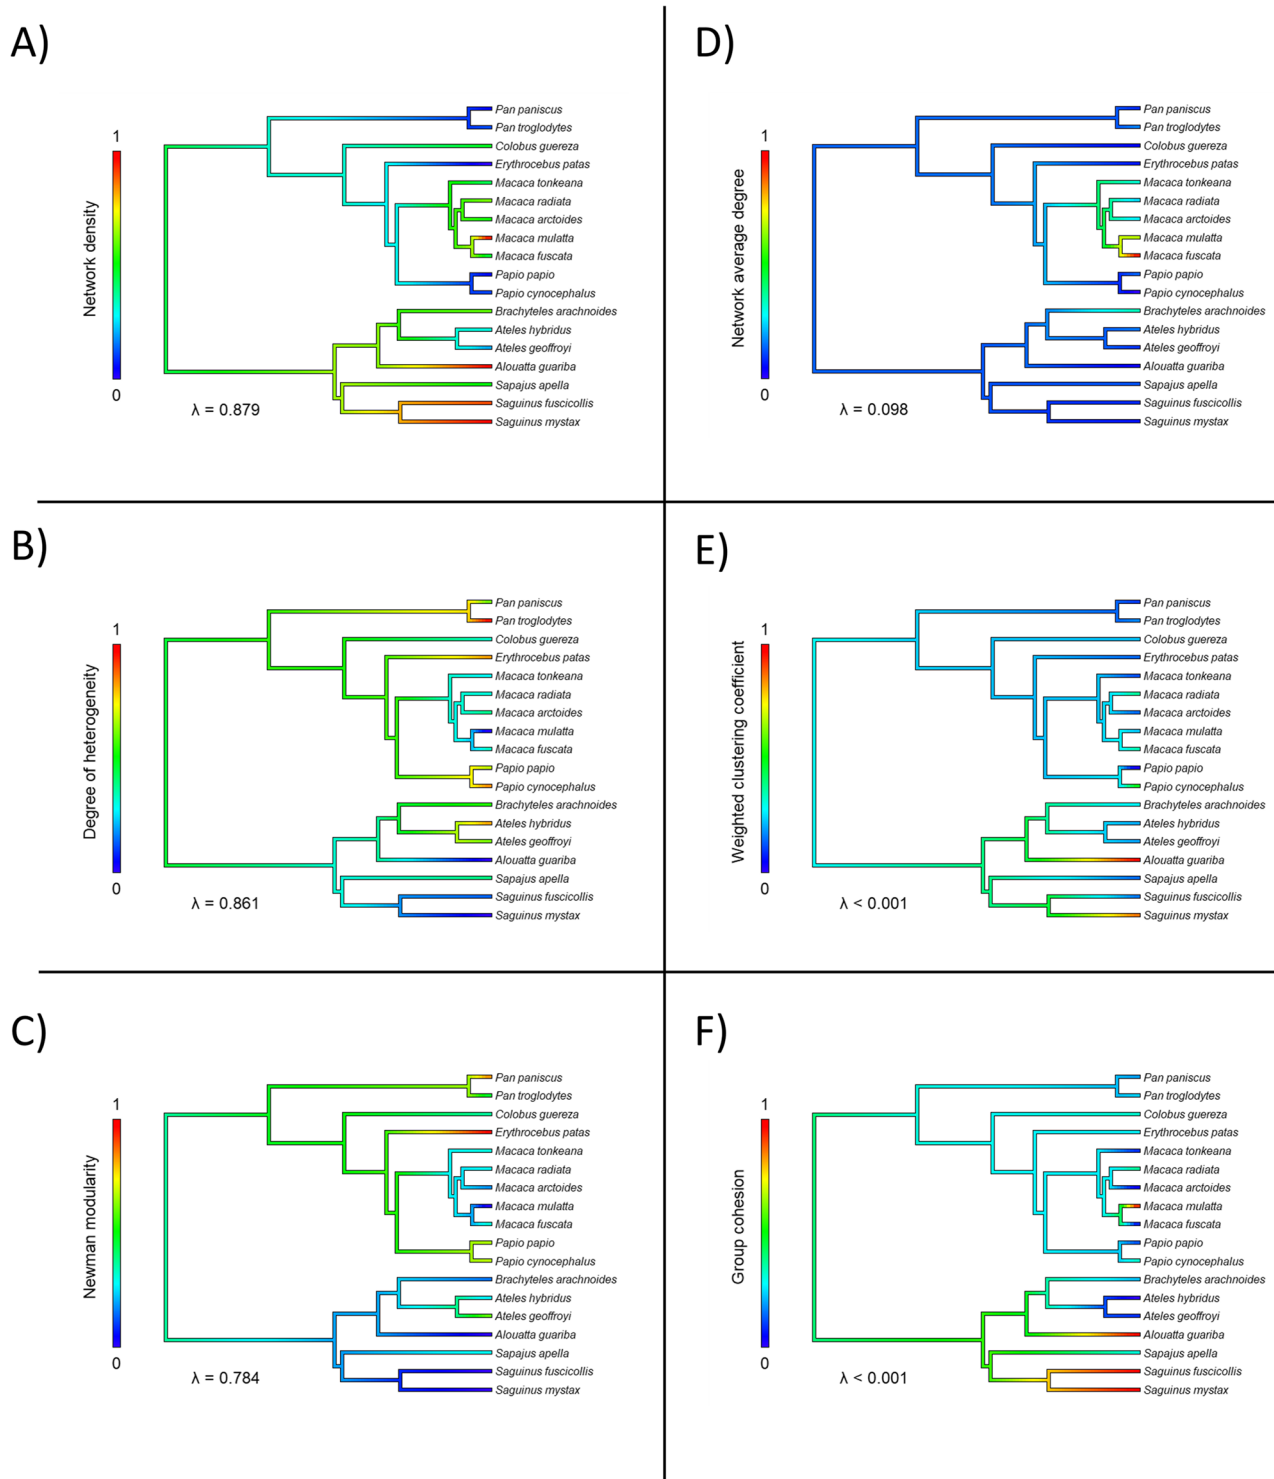 A)
1
Network density
0
λ = 0.879
Pan paniscus
Pan troglodytes
Colobus guereza
Erythrocebus patas
Macaca tonkeana
Macaca radiata
Macaca arctoides
Macaca mulatta
Macaca fuscata
Papio papio
Papio cynocephalus
Brachyteles arachnoides
Ateles hybridus
Ateles geoffroyi
Alouatta guariba
Sapajus apella
Saguinus fuscicollis
Saguinus mystax
D)
1
Network average degree
0
λ = 0.098
Pan paniscus
Pan troglodytes
Colobus guereza
Erythrocebus patas
Macaca tonkeana
Macaca radiata
Macaca arctoides
Macaca mulatta
Macaca fuscata
Papio papio
Papio cynocephalus
Brachyteles arachnoides
Ateles hybridus
Ateles geoffroyi
Alouatta guariba
Sapajus apella
Saguinus fuscicollis
Saguinus mystax
B)
1
Degree of heterogeneity
0
λ = 0.861
Pan paniscus
Pan troglodytes
Colobus guereza
Erythrocebus patas
Macaca tonkeana
Macaca radiata
Macaca arctoides
Macaca mulatta
Macaca fuscata
Papio papio
Papio cynocephalus
Brachyteles arachnoides
Ateles hybridus
Ateles geoffroyi
Alouatta guariba
Sapajus apella
Saguinus fuscicollis
Saguinus mystax
E)
1
Weighted clustering coefficient
0
λ < 0.001
Pan paniscus
Pan troglodytes
Colobus guereza
Erythrocebus patas
Macaca tonkeana
Macaca radiata
Macaca arctoides
Macaca mulatta
Macaca fuscata
Papio papio
Papio cynocephalus
Brachyteles arachnoides
Ateles hybridus
Ateles geoffroyi
Alouatta guariba
Sapajus apella
Saguinus fuscicollis
Saguinus mystax
C)
1
Newman modularity
0
λ = 0.784
Pan paniscus
Pan troglodytes
Colobus guereza
Erythrocebus patas
Macaca tonkeana
Macaca radiata
Macaca arctoides
Macaca mulatta
Macaca fuscata
Papio papio
Papio cynocephalus
Brachyteles arachnoides
Ateles hybridus
Ateles geoffroyi
Alouatta guariba
Sapajus apella
Saguinus fuscicollis
Saguinus mystax
F)
1
Group cohesion
0
λ < 0.001
Pan paniscus
Pan troglodytes
Colobus guereza
Erythrocebus patas
Macaca tonkeana
Macaca radiata
Macaca arctoides
Macaca mulatta
Macaca fuscata
Papio papio
Papio cynocephalus
Brachyteles arachnoides
Ateles hybridus
Ateles geoffroyi
Alouatta guariba
Sapajus apella
Saguinus fuscicollis
Saguinus mystax